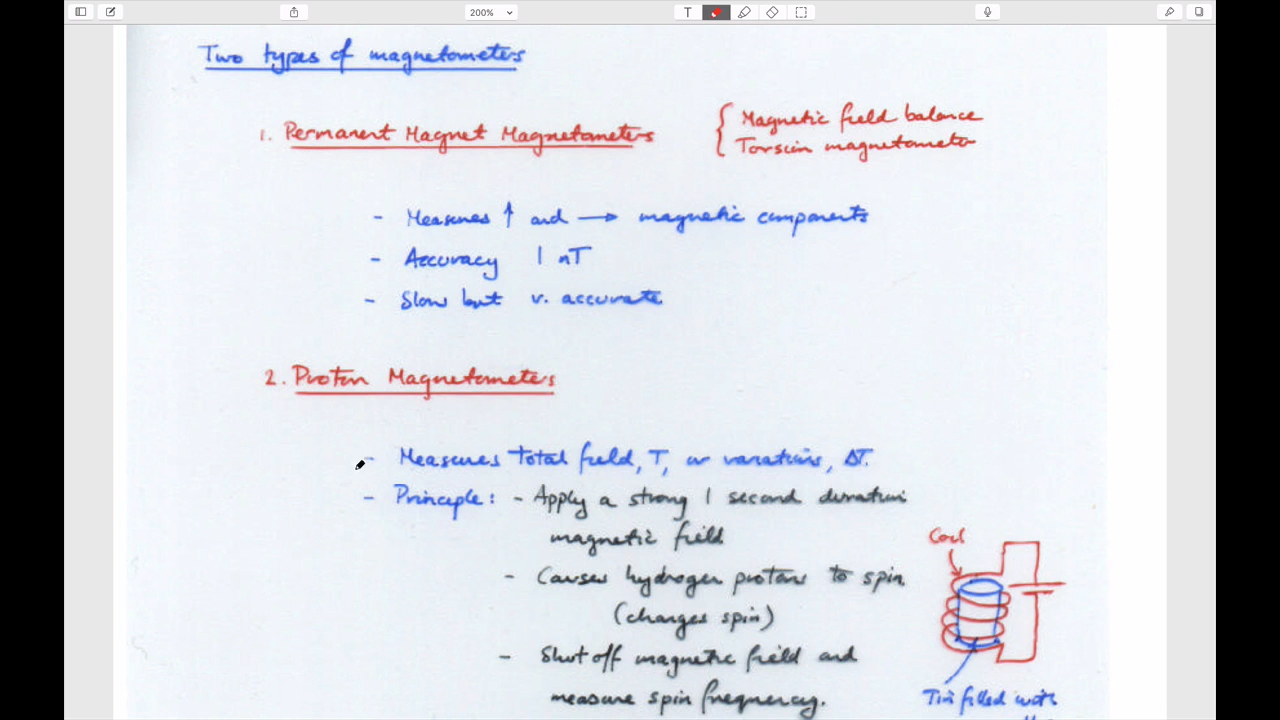 200%
T
Two types of magnetometers
1. Permanent Magnet Magnetometers
{ Magnetic field balance
Torsion magnetometer
- Measures ↑ and → magnetic components
- Accuracy 1 nT
- Slow but v. accurate
2. Proton Magnetometers
- Measures total field, T, or variations, ΔT.
- Principle: - Apply a strong 1 second duration
magnetic field
- Causes hydrogen protons to spin
(changes spin)
- Shut off magnetic field and
measure spin frequency.
Coil
Tin filled with